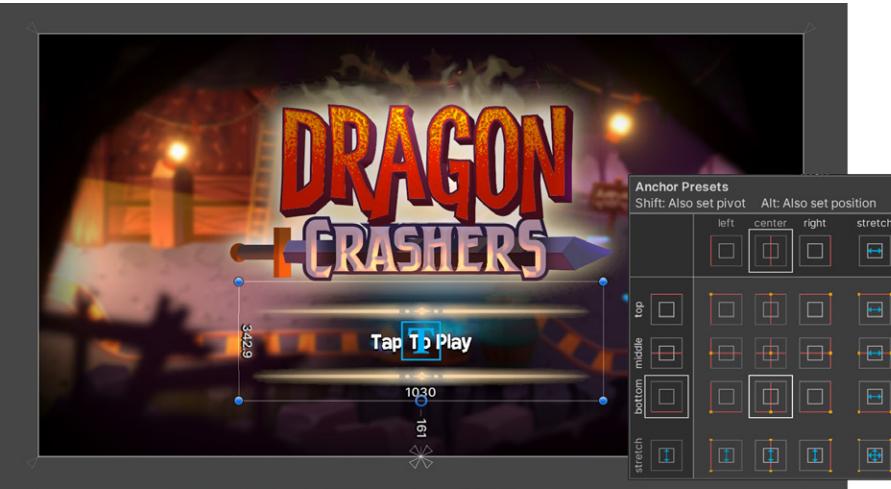 DRAGON
CRASHERS
342.9
Tap To Play
T
1030
161
Anchor Presets
Shift: Also set pivot Alt: Also set position
left center right stretch
top
middle
bottom
stretch